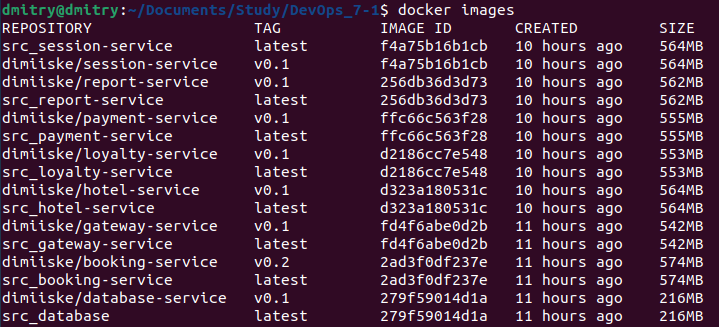 dmitry@dmitry:~/Documents/Study/DevOps_7-1$ docker images
REPOSITORY TAG IMAGE ID CREATED SIZE
src_session-service latest f4a75b16b1cb 10 hours ago 564MB
dimiiske/session-service v0.1 f4a75b16b1cb 10 hours ago 564MB
dimiiske/report-service v0.1 256db36d3d73 10 hours ago 562MB
src_report-service latest 256db36d3d73 10 hours ago 562MB
dimiiske/payment-service v0.1 ffc66c563f28 10 hours ago 555MB
src_payment-service latest ffc66c563f28 10 hours ago 555MB
dimiiske/loyalty-service v0.1 d2186cc7e548 10 hours ago 553MB
src_loyalty-service latest d2186cc7e548 10 hours ago 553MB
dimiiske/hotel-service v0.1 d323a180531c 10 hours ago 564MB
src_hotel-service latest d323a180531c 10 hours ago 564MB
dimiiske/gateway-service v0.1 fd4f6abe0d2b 11 hours ago 542MB
src_gateway-service latest fd4f6abe0d2b 11 hours ago 542MB
dimiiske/booking-service v0.2 2ad3f0df237e 11 hours ago 574MB
src_booking-service latest 2ad3f0df237e 11 hours ago 574MB
dimiiske/database-service v0.1 279f59014d1a 11 hours ago 216MB
src_database latest 279f59014d1a 11 hours ago 216MB